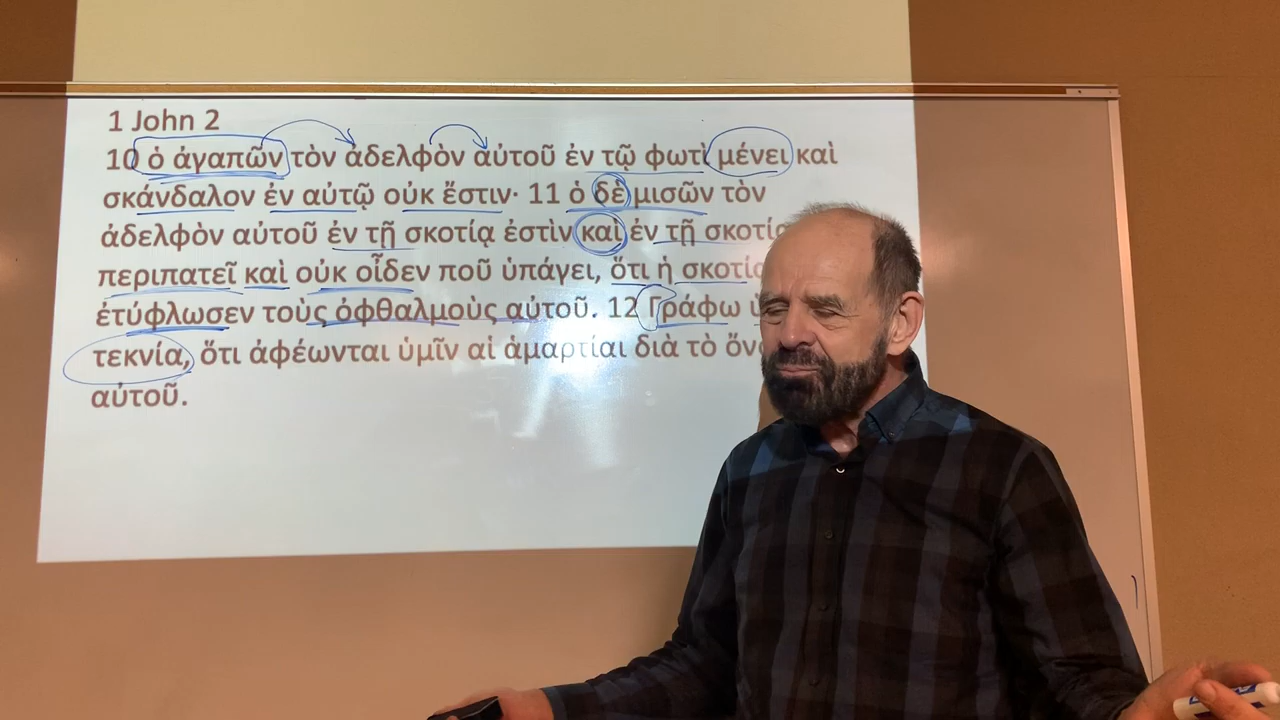 1 John 2
10 ὁ ἀγαπῶν τὸν ἀδελφὸν αὐτοῦ ἐν τῷ φωτὶ μένει καὶ
σκάνδαλον ἐν αὐτῷ οὐκ ἔστιν· 11 ὁ δὲ μισῶν τὸν
ἀδελφὸν αὐτοῦ ἐν τῇ σκοτίᾳ ἐστὶν καὶ ἐν τῇ
περιπατεῖ καὶ οὐκ οἶδεν ποῦ ὑπάγει, ὅτι ἡ
ἐτύφλωσεν τοὺς ὀφθαλμοὺς αὐτοῦ. 12 Γράφω
τεκνία, ὅτι ἀφέωνται ὑμῖν αἱ ἁμαρτίαι διὰ τὸ
αὐτοῦ.